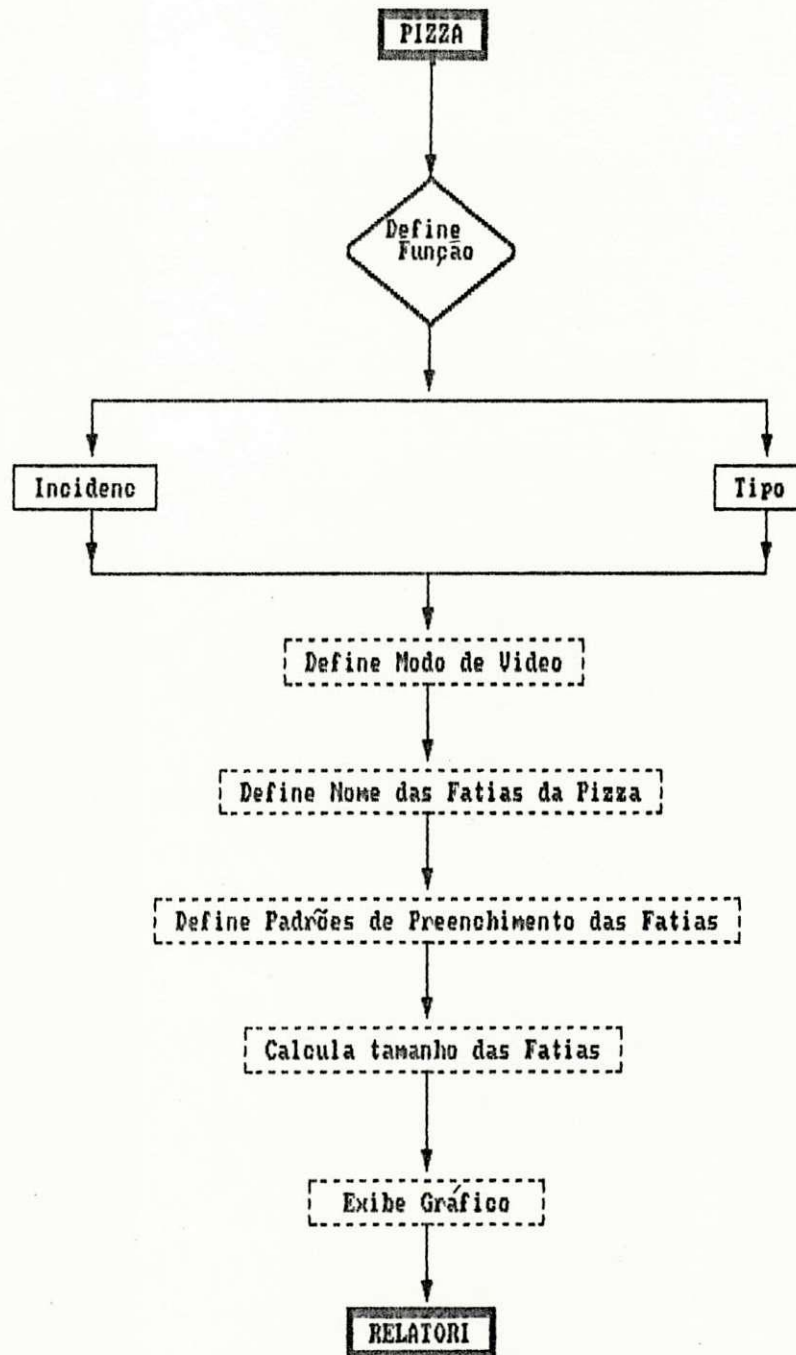 PIZZA
Define
Função
Incidenc
Tipo
Define Modo de Video
Define Nome das Fatias da Pizza
Define Padrões de Preenchimento das Fatias
Calcula tamanho das Fatias
Exibe Gráfico
RELATORI